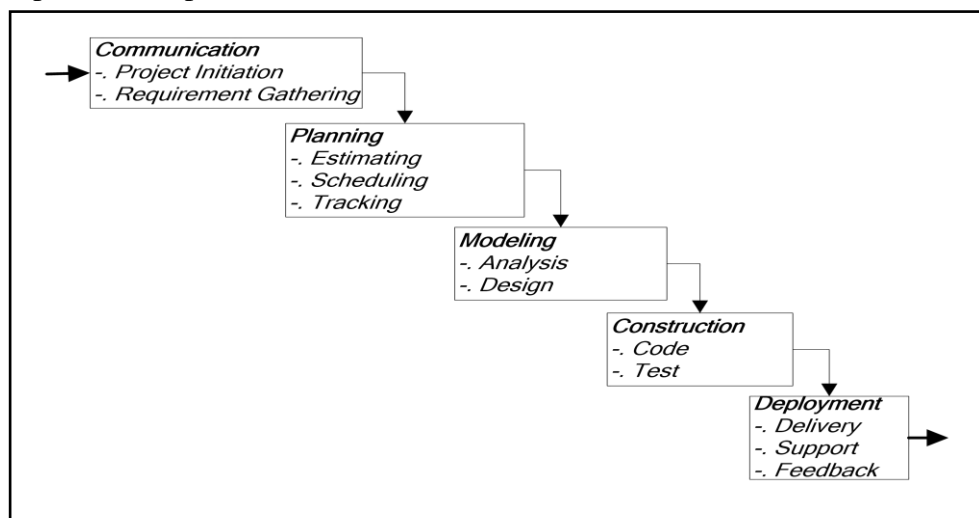 Communication
-. Project Initiation
-. Requirement Gathering
Planning
-. Estimating
-. Scheduling
-. Tracking
Modeling
-. Analysis
-. Design
Construction
-. Code
-. Test
Deployment
-. Delivery
-. Support
-. Feedback